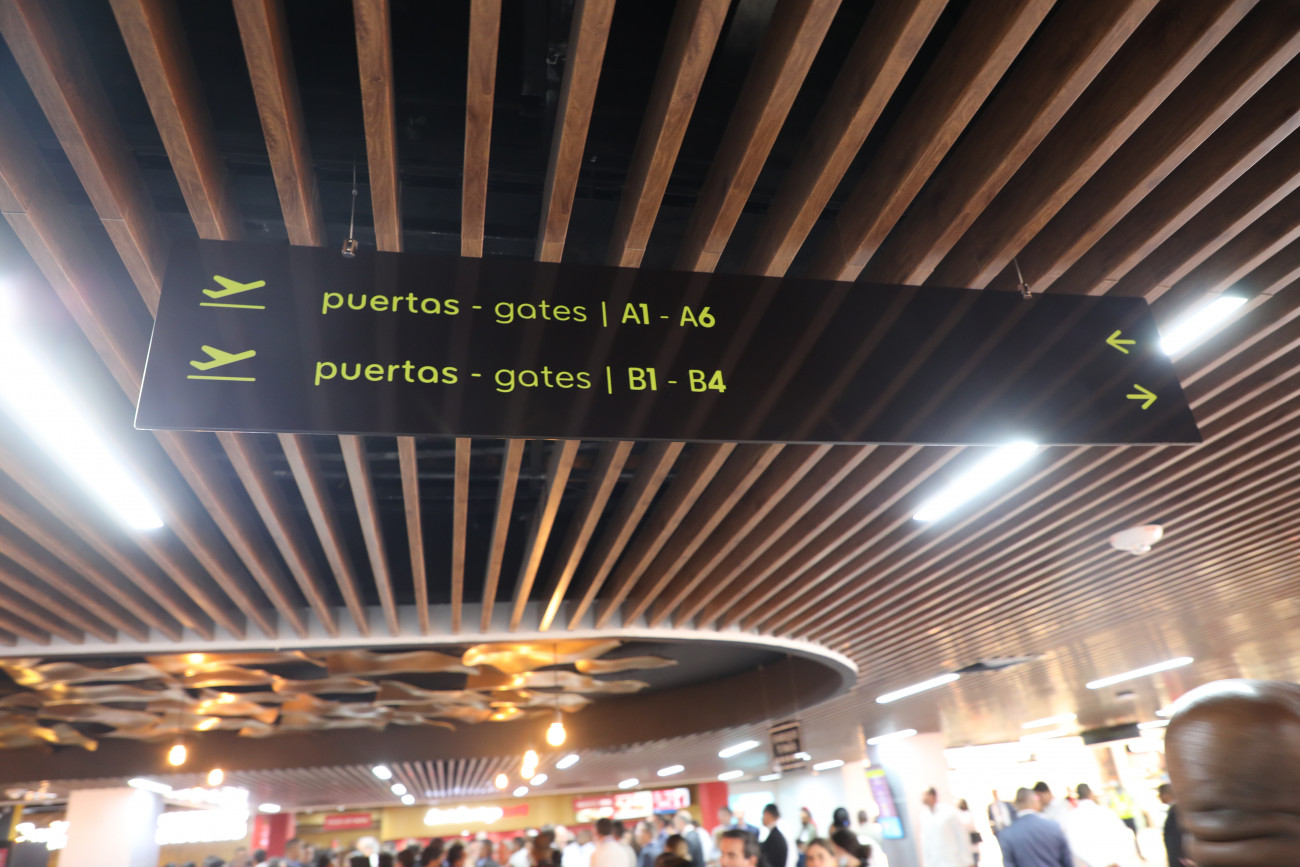 puertas - gates | A1 - A6 ←
puertas - gates | B1 - B4 →